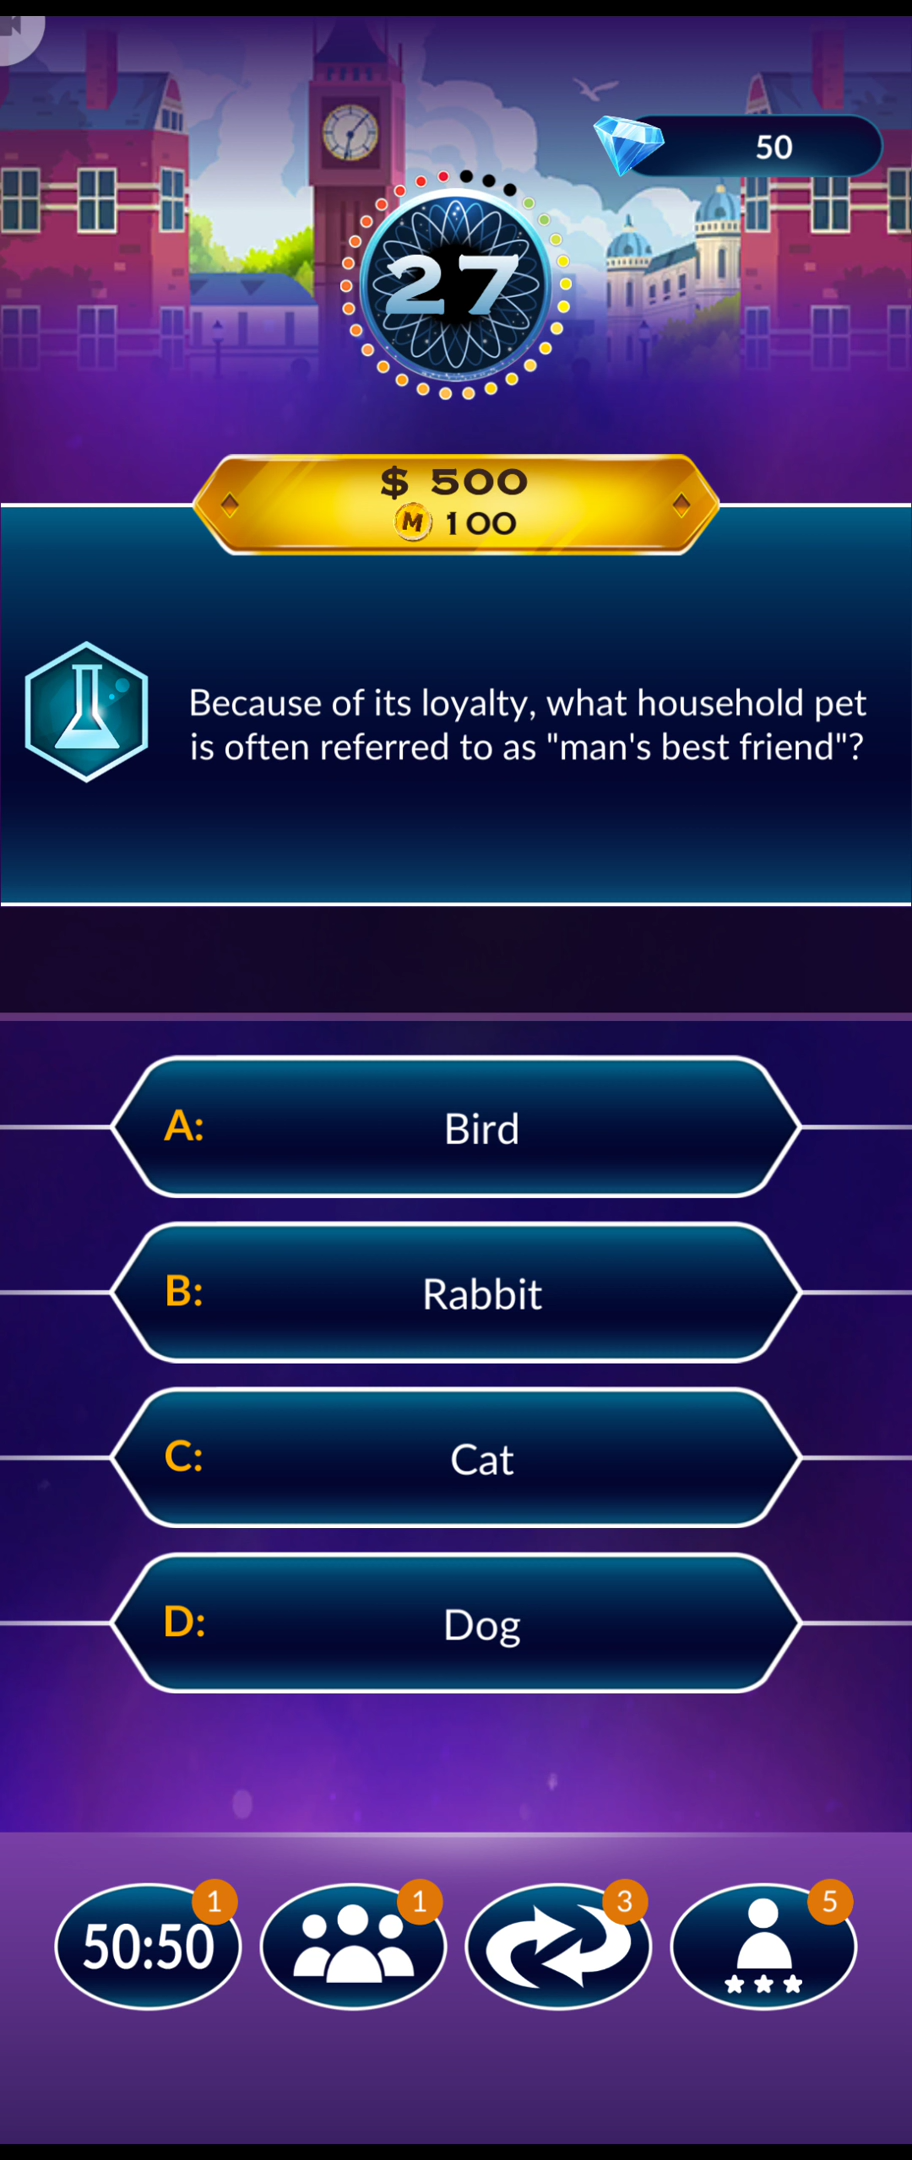 50
27
$ 500
M 100
Because of its loyalty, what household pet
is often referred to as "man's best friend"?
A: Bird
B: Rabbit
C: Cat
D: Dog
1 1 3 5
50:50